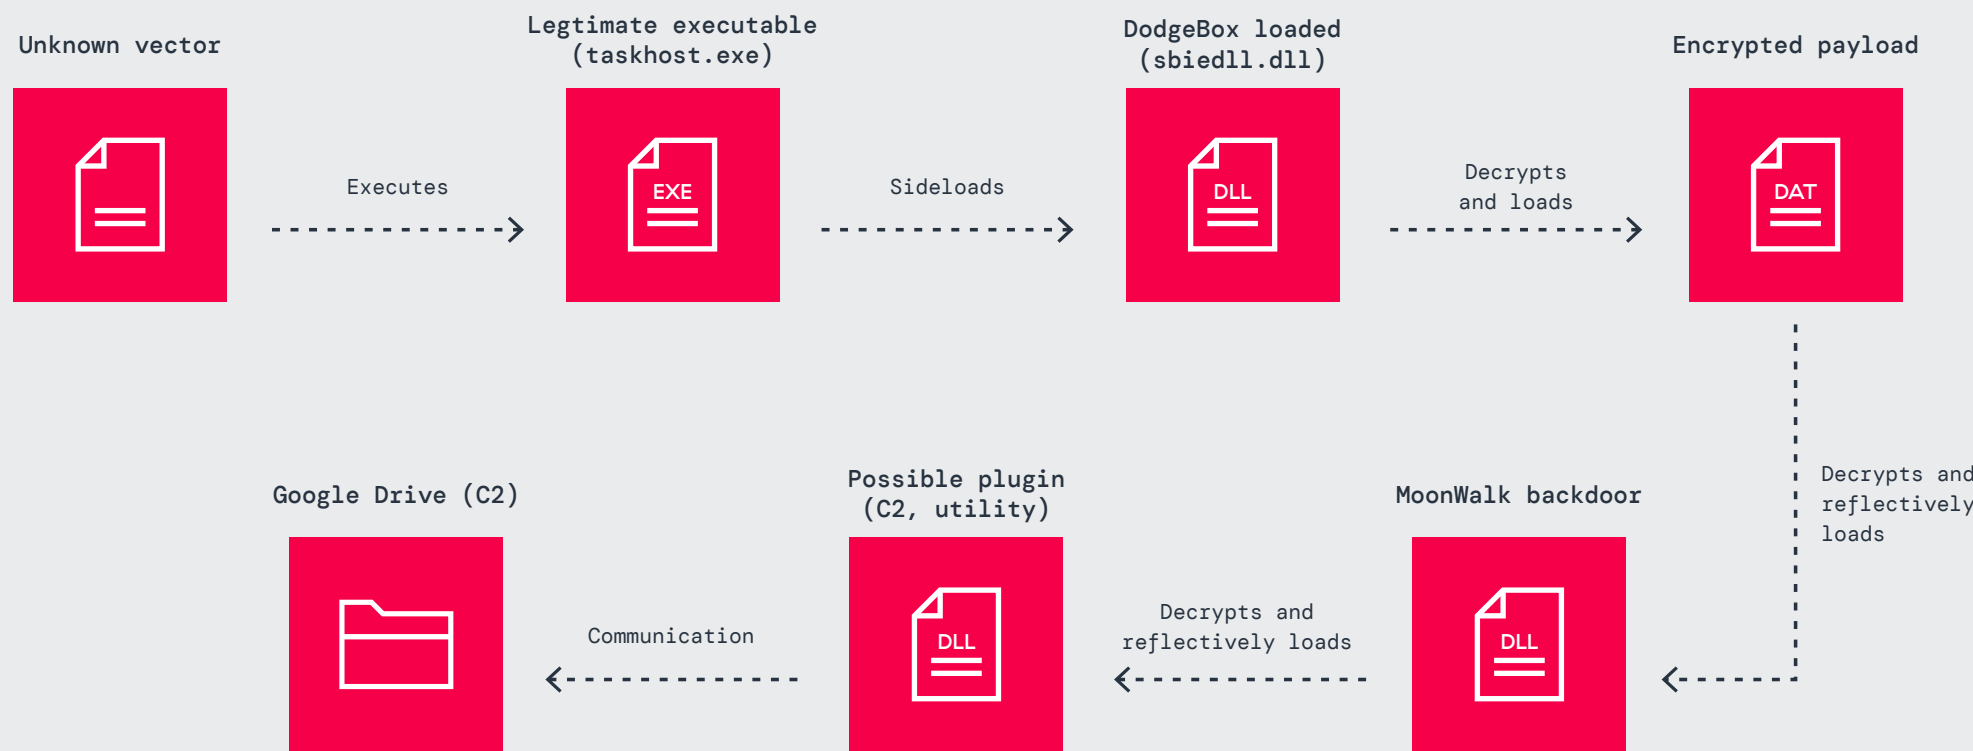 Unknown vector
Legtimate executable
(taskhost.exe)
DodgeBox loaded
(sbiedll.dll)
Encrypted payload
Executes
EXE
Sideloads
DLL
Decrypts
and loads
DAT
Decrypts and
reflectively
loads
MoonWalk backdoor
DLL
Decrypts and
reflectively loads
Possible plugin
(C2, utility)
DLL
Communication
Google Drive (C2)